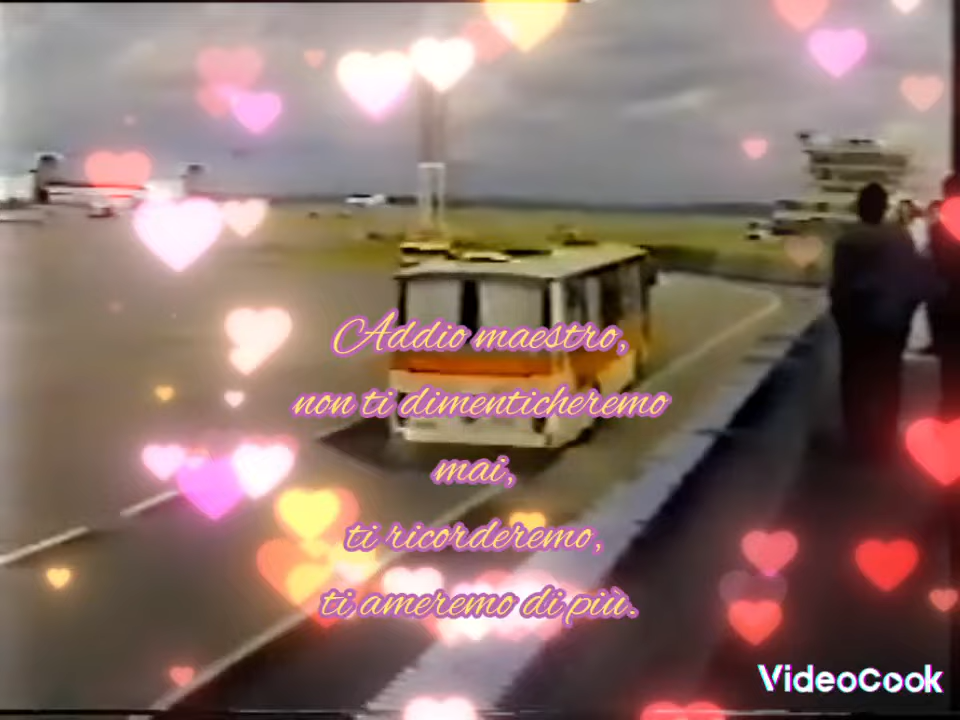 Addio maestro,
non ti dimenticheremo
mai,
ti ricorderemo,
ti ameremo di più.
VideoCook